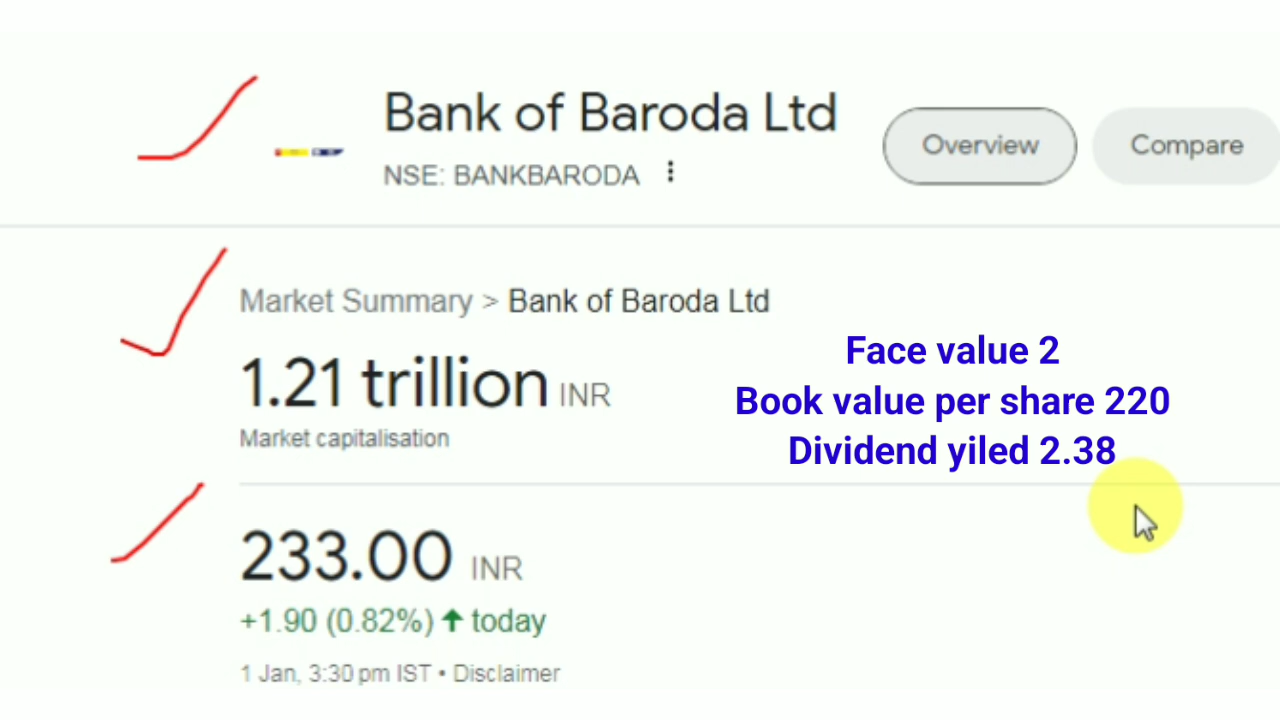 Bank of Baroda Ltd
NSE: BANKBARODA
Overview
Compare
Market Summary > Bank of Baroda Ltd
1.21 trillion INR
Market capitalisation
Face value 2
Book value per share 220
Dividend yiled 2.38
233.00 INR
+1.90 (0.82%) ↑ today
1 Jan, 3:30 pm IST • Disclaimer